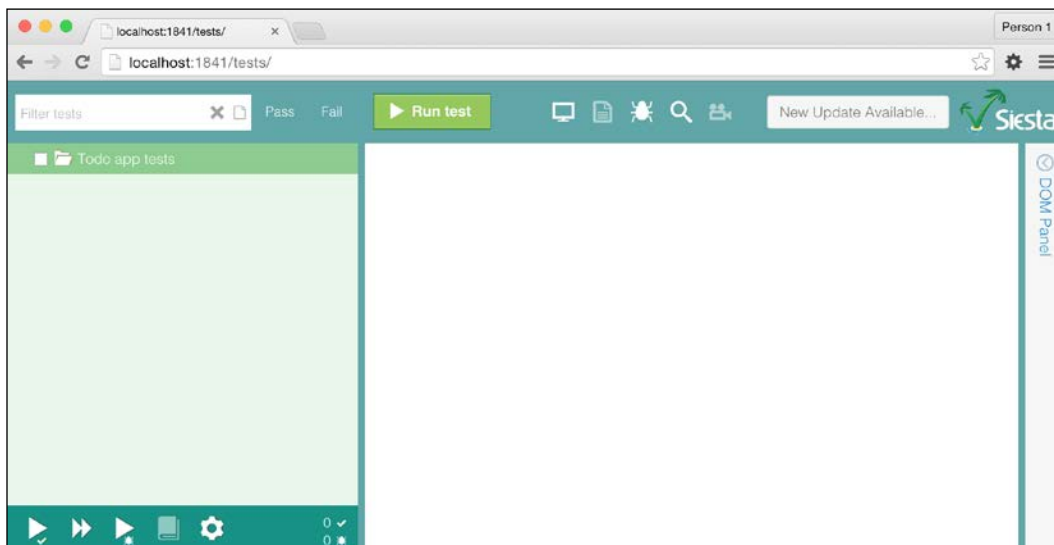 localhost:1841/tests/
Person 1
localhost:1841/tests/
Filter tests
Pass
Fail
Run test
New Update Available...
Siesta
Todo app tests
DOM Panel
0
0